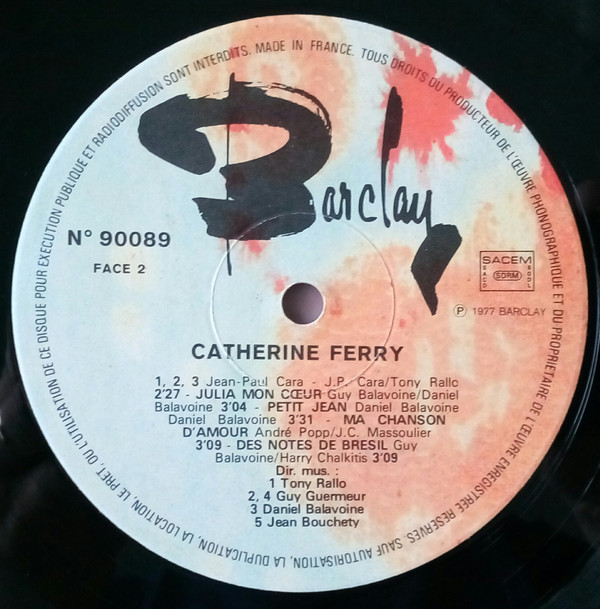 TOUS DROITS DU PRODUCTEUR DE L'ŒUVRE PHONOGRAPHIQUE ET DU PROPRIETAIRE DE L'ŒUVRE ENREGISTREE RESERVES. SAUF AUTORISATION, LA DUPLICATION, LA LOCATION, LE PRET, OU L'UTILISATION DE CE DISQUE POUR EXECUTION PUBLIQUE ET RADIODIFFUSION SONT INTERDITS. MADE IN FRANCE.
Barclay
N° 90089
FACE 2
SACEM
SACD SDRM SGDL
℗ 1977 BARCLAY
CATHERINE FERRY
1, 2, 3 Jean-Paul Cara - J.P. Cara/Tony Rallo
2'27 - JULIA MON CŒUR Guy Balavoine/Daniel
Balavoine 3'04 - PETIT JEAN Daniel Balavoine
Daniel Balavoine 3'31 - MA CHANSON
D'AMOUR André Popp/J.C. Massoulier
3'09 - DES NOTES DE BRESIL Guy
Balavoine/Harry Chalkitis 3'09
Dir. mus. :
1 Tony Rallo
2, 4 Guy Guermeur
3 Daniel Balavoine
5 Jean Bouchety